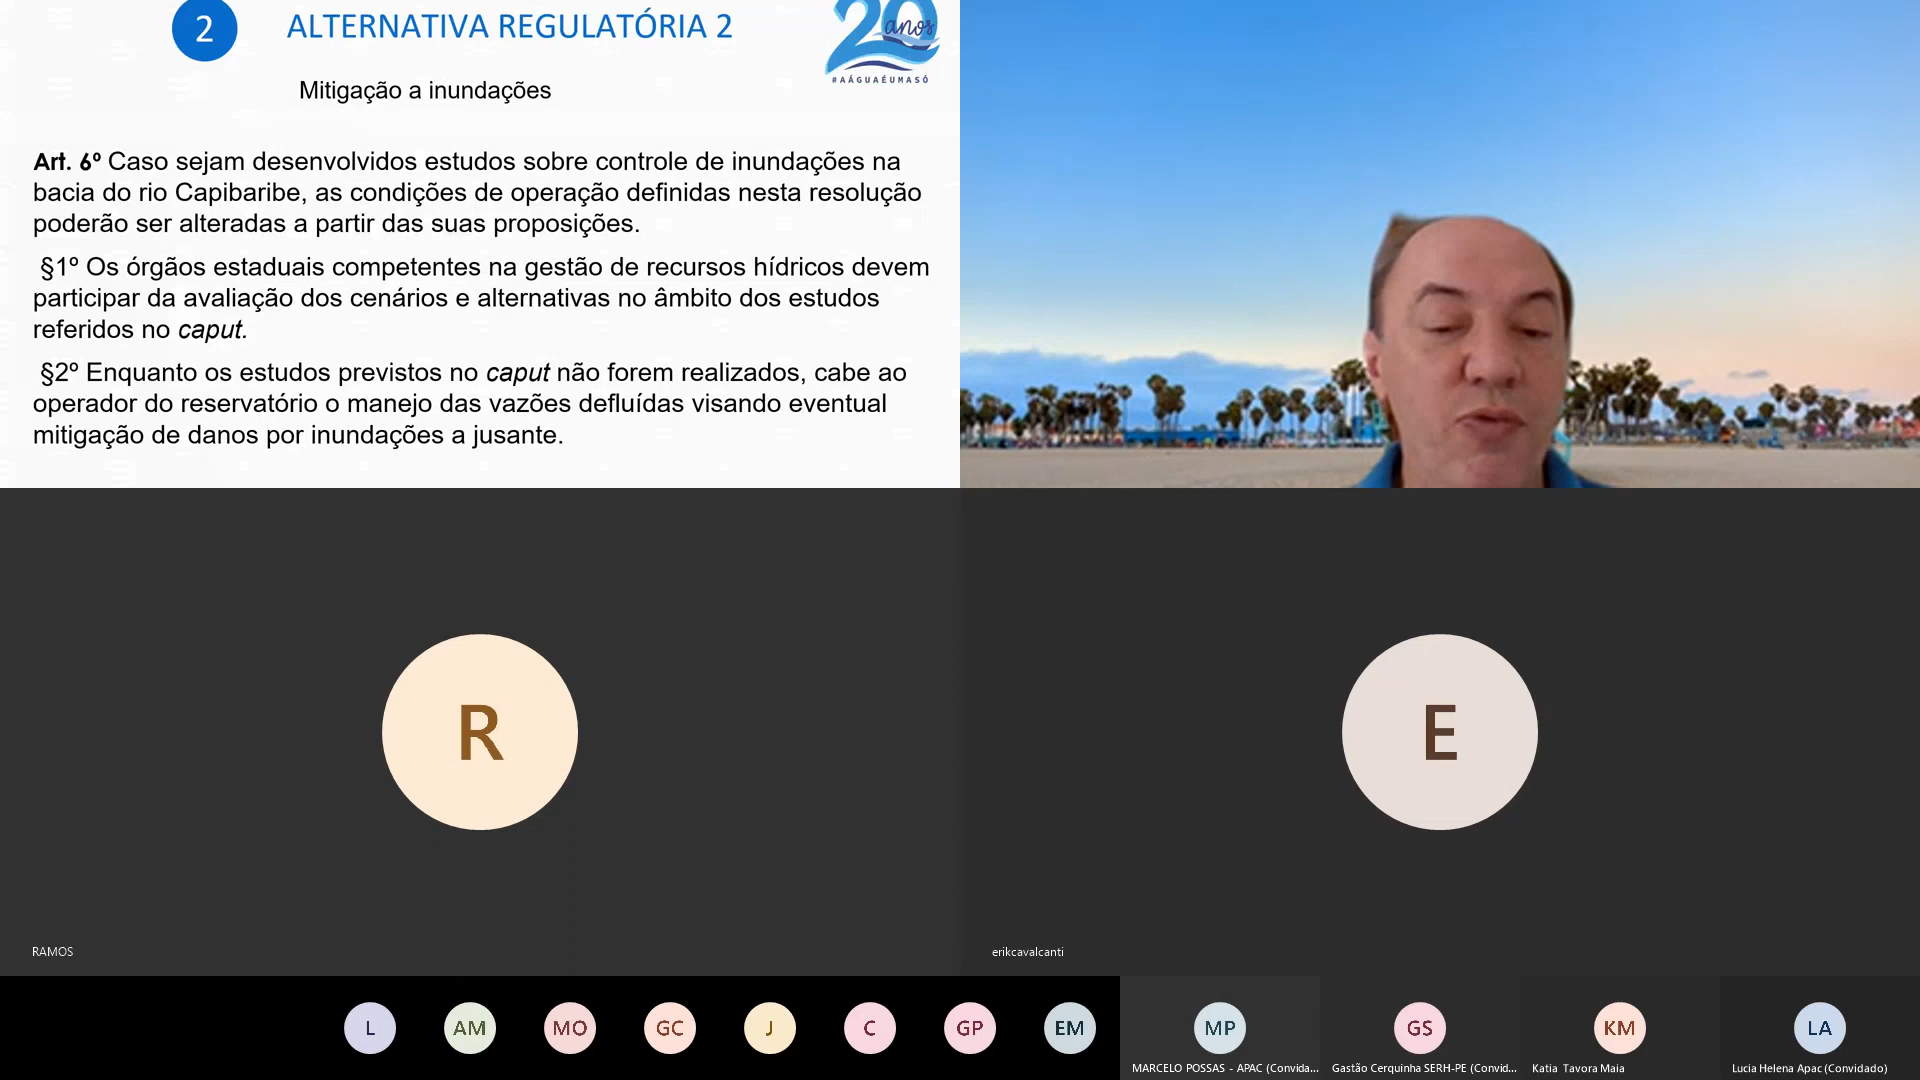 2
ALTERNATIVA REGULATÓRIA 2
20
anos
#AÁGUAÉUMASÓ
Mitigação a inundações
Art. 6º Caso sejam desenvolvidos estudos sobre controle de inundações na
bacia do rio Capibaribe, as condições de operação definidas nesta resolução
poderão ser alteradas a partir das suas proposições.
§1º Os órgãos estaduais competentes na gestão de recursos hídricos devem
participar da avaliação dos cenários e alternativas no âmbito dos estudos
referidos no caput.
§2º Enquanto os estudos previstos no caput não forem realizados, cabe ao
operador do reservatório o manejo das vazões defluídas visando eventual
mitigação de danos por inundações a jusante.
R
E
RAMOS
erikcavalcanti
L
AM
MO
GC
J
C
GP
EM
MP
GS
KM
LA
MARCELO POSSAS - APAC (Convida...
Gastão Cerquinha SERH-PE (Convid...
Katia Tavora Maia
Lucia Helena Apac (Convidado)